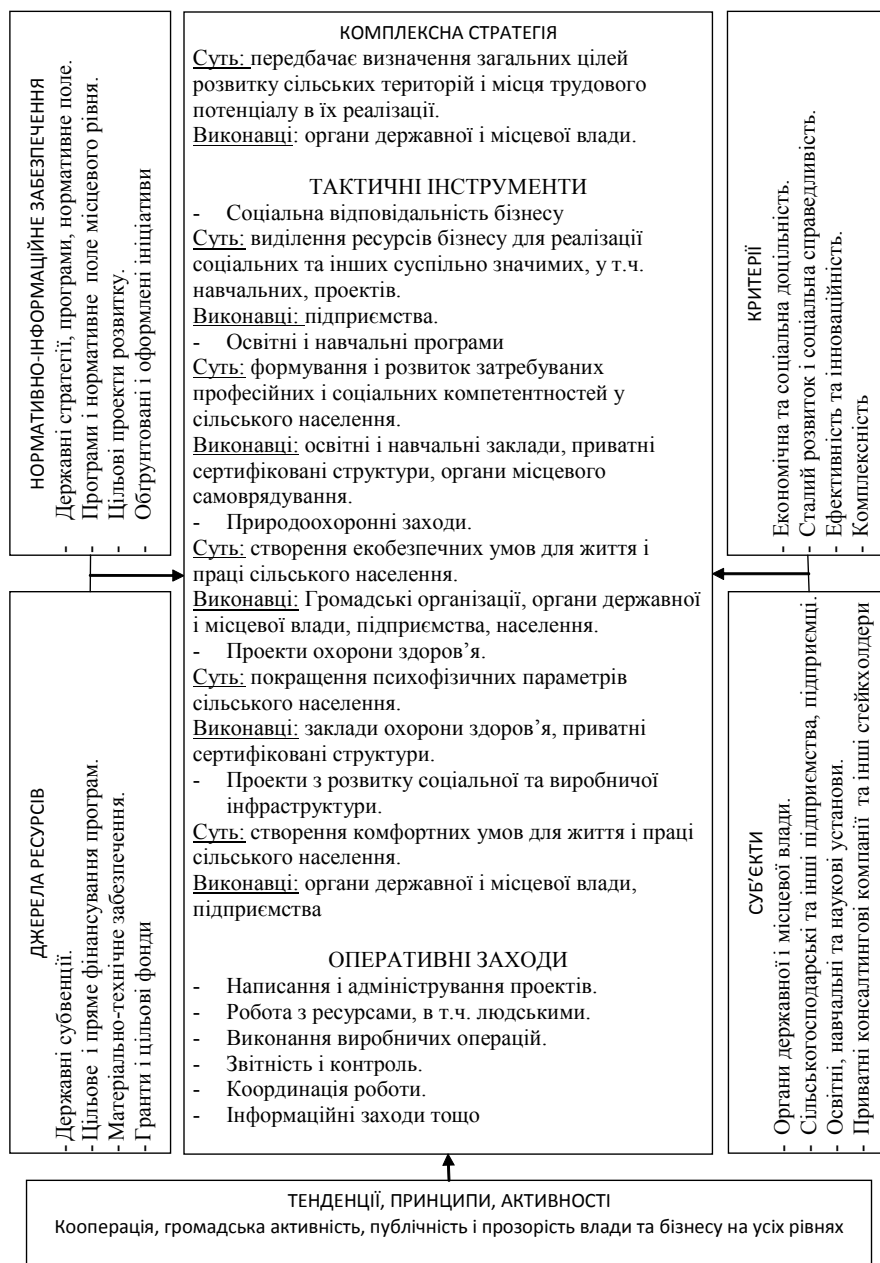 НОРМАТИВНО-ІНФОРМАЦІЙНЕ ЗАБЕЗПЕЧЕННЯ
- Державні стратегії, програми, нормативне поле.
- Програми і нормативне поле місцевого рівня.
- Цільові проекти розвитку.
- Обґрунтовані і оформлені ініціативи
ДЖЕРЕЛА РЕСУРСІВ
- Державні субвенції.
- Цільове і пряме фінансування програм.
- Матеріально-технічне забезпечення.
- Гранти і цільові фонди
КОМПЛЕКСНА СТРАТЕГІЯ
Суть: передбачає визначення загальних цілей
розвитку сільських територій і місця трудового
потенціалу в їх реалізації.
Виконавці: органи державної і місцевої влади.
ТАКТИЧНІ ІНСТРУМЕНТИ
- Соціальна відповідальність бізнесу
Суть: виділення ресурсів бізнесу для реалізації
соціальних та інших суспільно значимих, у т.ч.
навчальних, проектів.
Виконавці: підприємства.
- Освітні і навчальні програми
Суть: формування і розвиток затребуваних
професійних і соціальних компетентностей у
сільського населення.
Виконавці: освітні і навчальні заклади, приватні
сертифіковані структури, органи місцевого
самоврядування.
- Природоохоронні заходи.
Суть: створення екобезпечних умов для життя і
праці сільського населення.
Виконавці: Громадські організації, органи державної
і місцевої влади, підприємства, населення.
- Проекти охорони здоров’я.
Суть: покращення психофізичних параметрів
сільського населення.
Виконавці: заклади охорони здоров’я, приватні
сертифіковані структури.
- Проекти з розвитку соціальної та виробничої
інфраструктури.
Суть: створення комфортних умов для життя і праці
сільського населення.
Виконавці: органи державної і місцевої влади,
підприємства
ОПЕРАТИВНІ ЗАХОДИ
- Написання і адміністрування проектів.
- Робота з ресурсами, в т.ч. людськими.
- Виконання виробничих операцій.
- Звітність і контроль.
- Координація роботи.
- Інформаційні заходи тощо
КРИТЕРІЇ
- Економічна та соціальна доцільність.
- Сталий розвиток і соціальна справедливість.
- Ефективність та інноваційність.
- Комплексність
СУБ’ЄКТИ
- Органи державної і місцевої влади.
- Сільськогосподарські та інші підприємства, підприємці.
- Освітні, навчальні та наукові установи.
- Приватні консалтингові компанії та інші стейкхолдери
ТЕНДЕНЦІЇ, ПРИНЦИПИ, АКТИВНОСТІ
Кооперація, громадська активність, публічність і прозорість влади та бізнесу на усіх рівнях